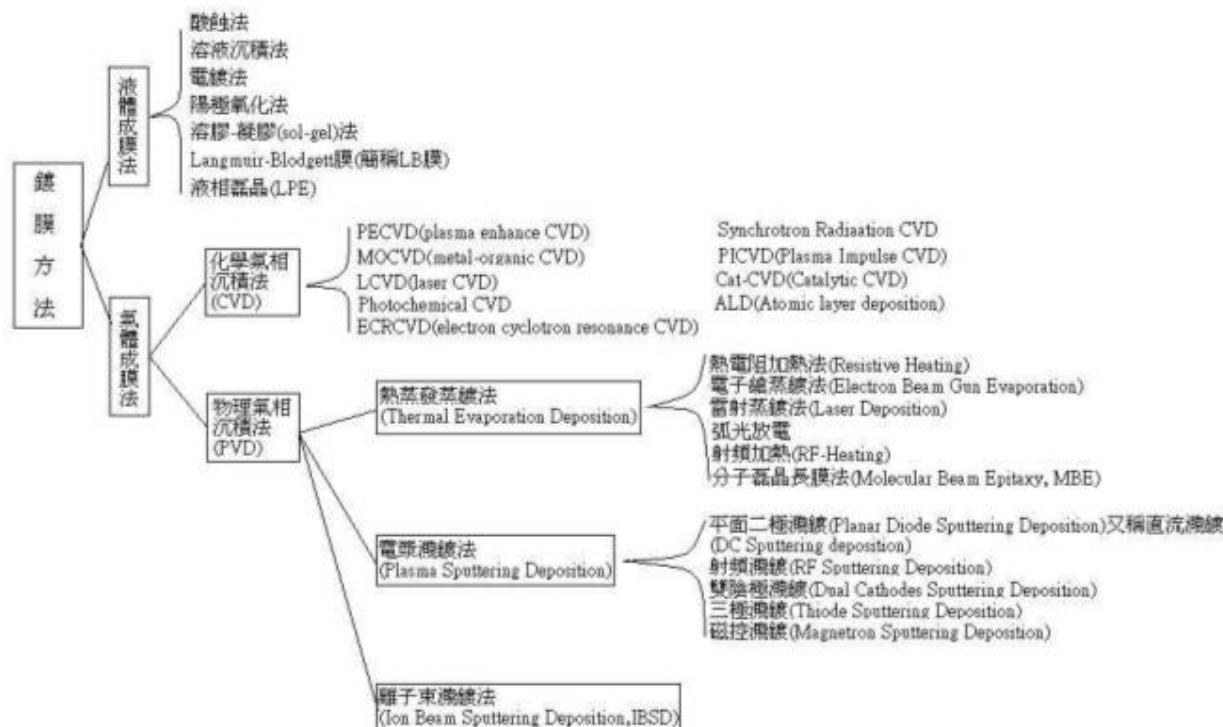 鍍膜方法
液體成膜法
酸蝕法
溶液沉積法
電鍍法
陽極氧化法
溶膠-凝膠(sol-gel)法
Langmuir-Blodgett膜(簡稱LB膜)
液相磊晶(LPE)
氣體成膜法
化學氣相
沉積法
(CVD)
PECVD(plasma enhance CVD)
MOCVD(metal-organic CVD)
LCVD(laser CVD)
Photochemical CVD
ECRCVD(electron cyclotron resonance CVD)
Synchrotron Radiaation CVD
PICVD(Plasma Impulse CVD)
Cat-CVD(Catalytic CVD)
ALD(Atomic layer deposition)
物理氣相
沉積法
(PVD)
熱蒸發蒸鍍法
(Thermal Evaporation Deposition)
熱電阻加熱法(Resistive Heating)
電子鎗蒸鍍法(Electron Beam Gun Evaporation)
雷射蒸鍍法(Laser Deposition)
弧光放電
射頻加熱(RF-Heating)
分子磊晶長膜法(Molecular Beam Epitaxy, MBE)
電漿濺鍍法
(Plasma Sputtering Deposition)
平面二極濺鍍(Planar Diode Sputtering Deposition)又稱直流濺鍍
(DC Sputtering deposition)
射頻濺鍍(RF Sputtering Deposition)
雙陰極濺鍍(Dual Cathodes Sputtering Deposition)
三極濺鍍(Thiode Sputtering Deposition)
磁控濺鍍(Magnetron Sputtering Deposition)
離子束濺鍍法
(Ion Beam Sputtering Deposition,IBSD)